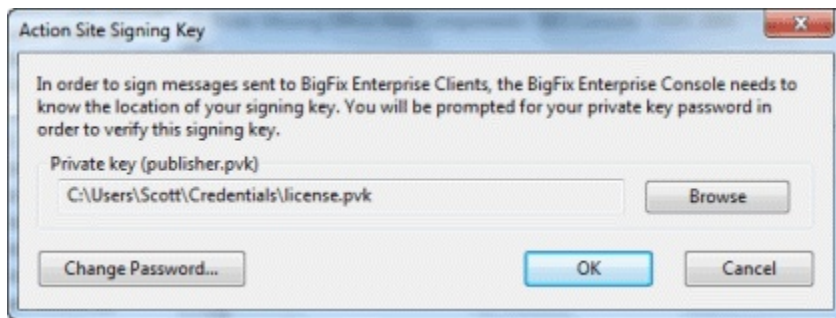 Action Site Signing Key
In order to sign messages sent to BigFix Enterprise Clients, the BigFix Enterprise Console needs to
know the location of your signing key. You will be prompted for your private key password in
order to verify this signing key.
Private key (publisher.pvk)
C:\Users\Scott\Credentials\license.pvk
Browse
Change Password...
OK
Cancel